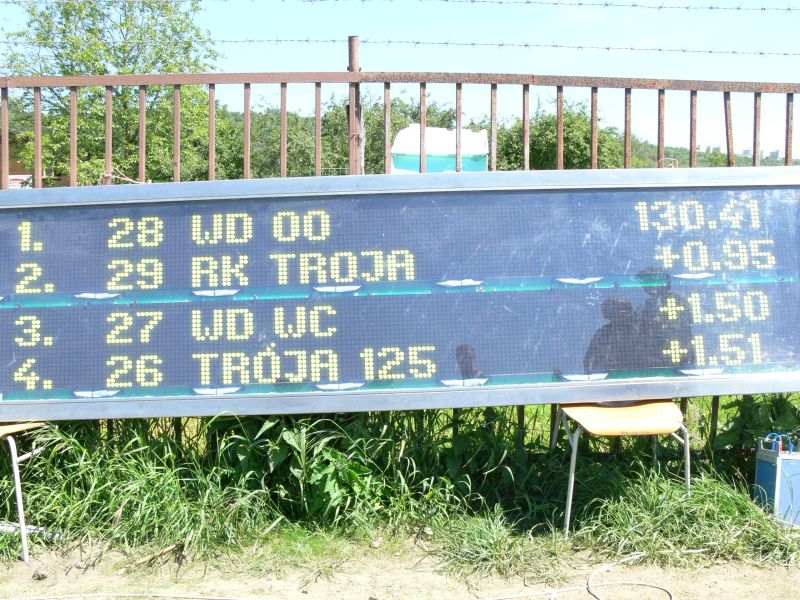 1. 28 WD OO 130.41
2. 29 RK TROJA +0.95
3. 27 WD WC +1.50
4. 26 TRÓJA 125 +1.51